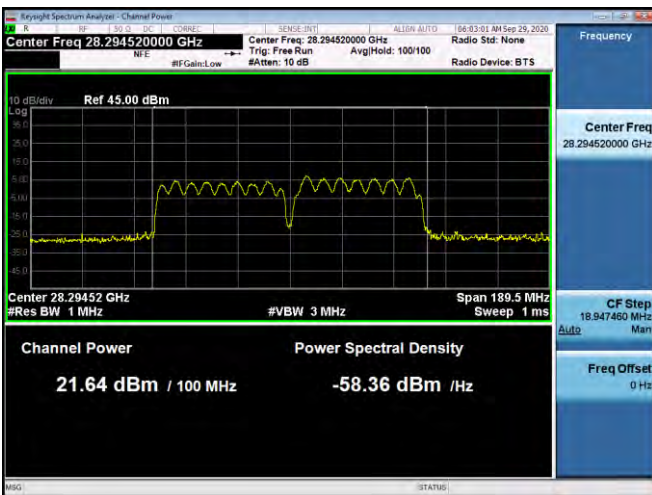 Keysight Spectrum Analyzer - Channel Power
R RF 50 Ω DC CORREC SENSE:INT ALIGN AUTO 06:03:01 AM Sep 29, 2020
Center Freq 28.294520000 GHz Center Freq: 28.294520000 GHz Radio Std: None
NFE Trig: Free Run Avg|Hold: 100/100
#IFGain:Low #Atten: 10 dB Radio Device: BTS
Frequency
10 dB/div Ref 45.00 dBm
Log
35.0
25.0
15.0
5.00
-5.00
-15.0
-25.0
-35.0
-45.0
Center 28.29452 GHz Span 189.5 MHz
#Res BW 1 MHz #VBW 3 MHz Sweep 1 ms
Channel Power Power Spectral Density
21.64 dBm / 100 MHz -58.36 dBm /Hz
Center Freq
28.294520000 GHz
CF Step
18.947460 MHz
Auto Man
Freq Offset
0 Hz
MSG STATUS